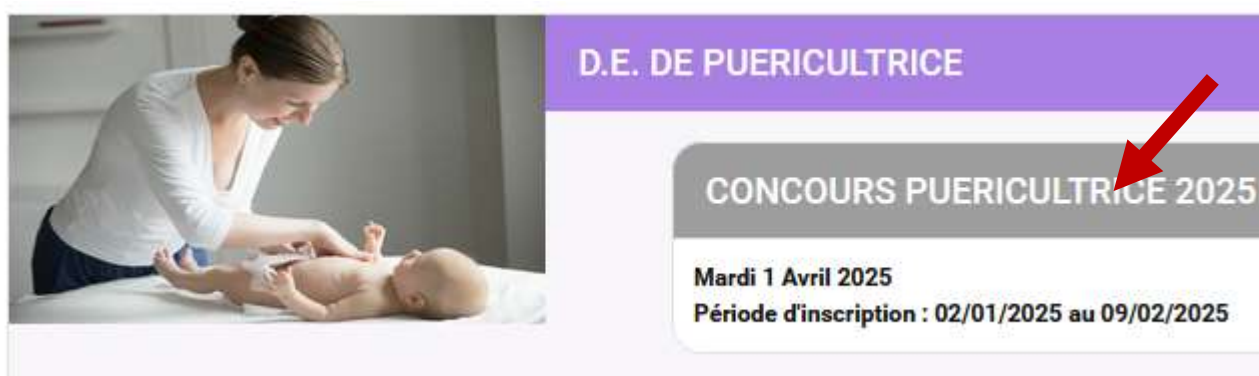 D.E. DE PUERICULTRICE
CONCOURS PUERICULTRICE 2025
Mardi 1 Avril 2025
Période d'inscription : 02/01/2025 au 09/02/2025